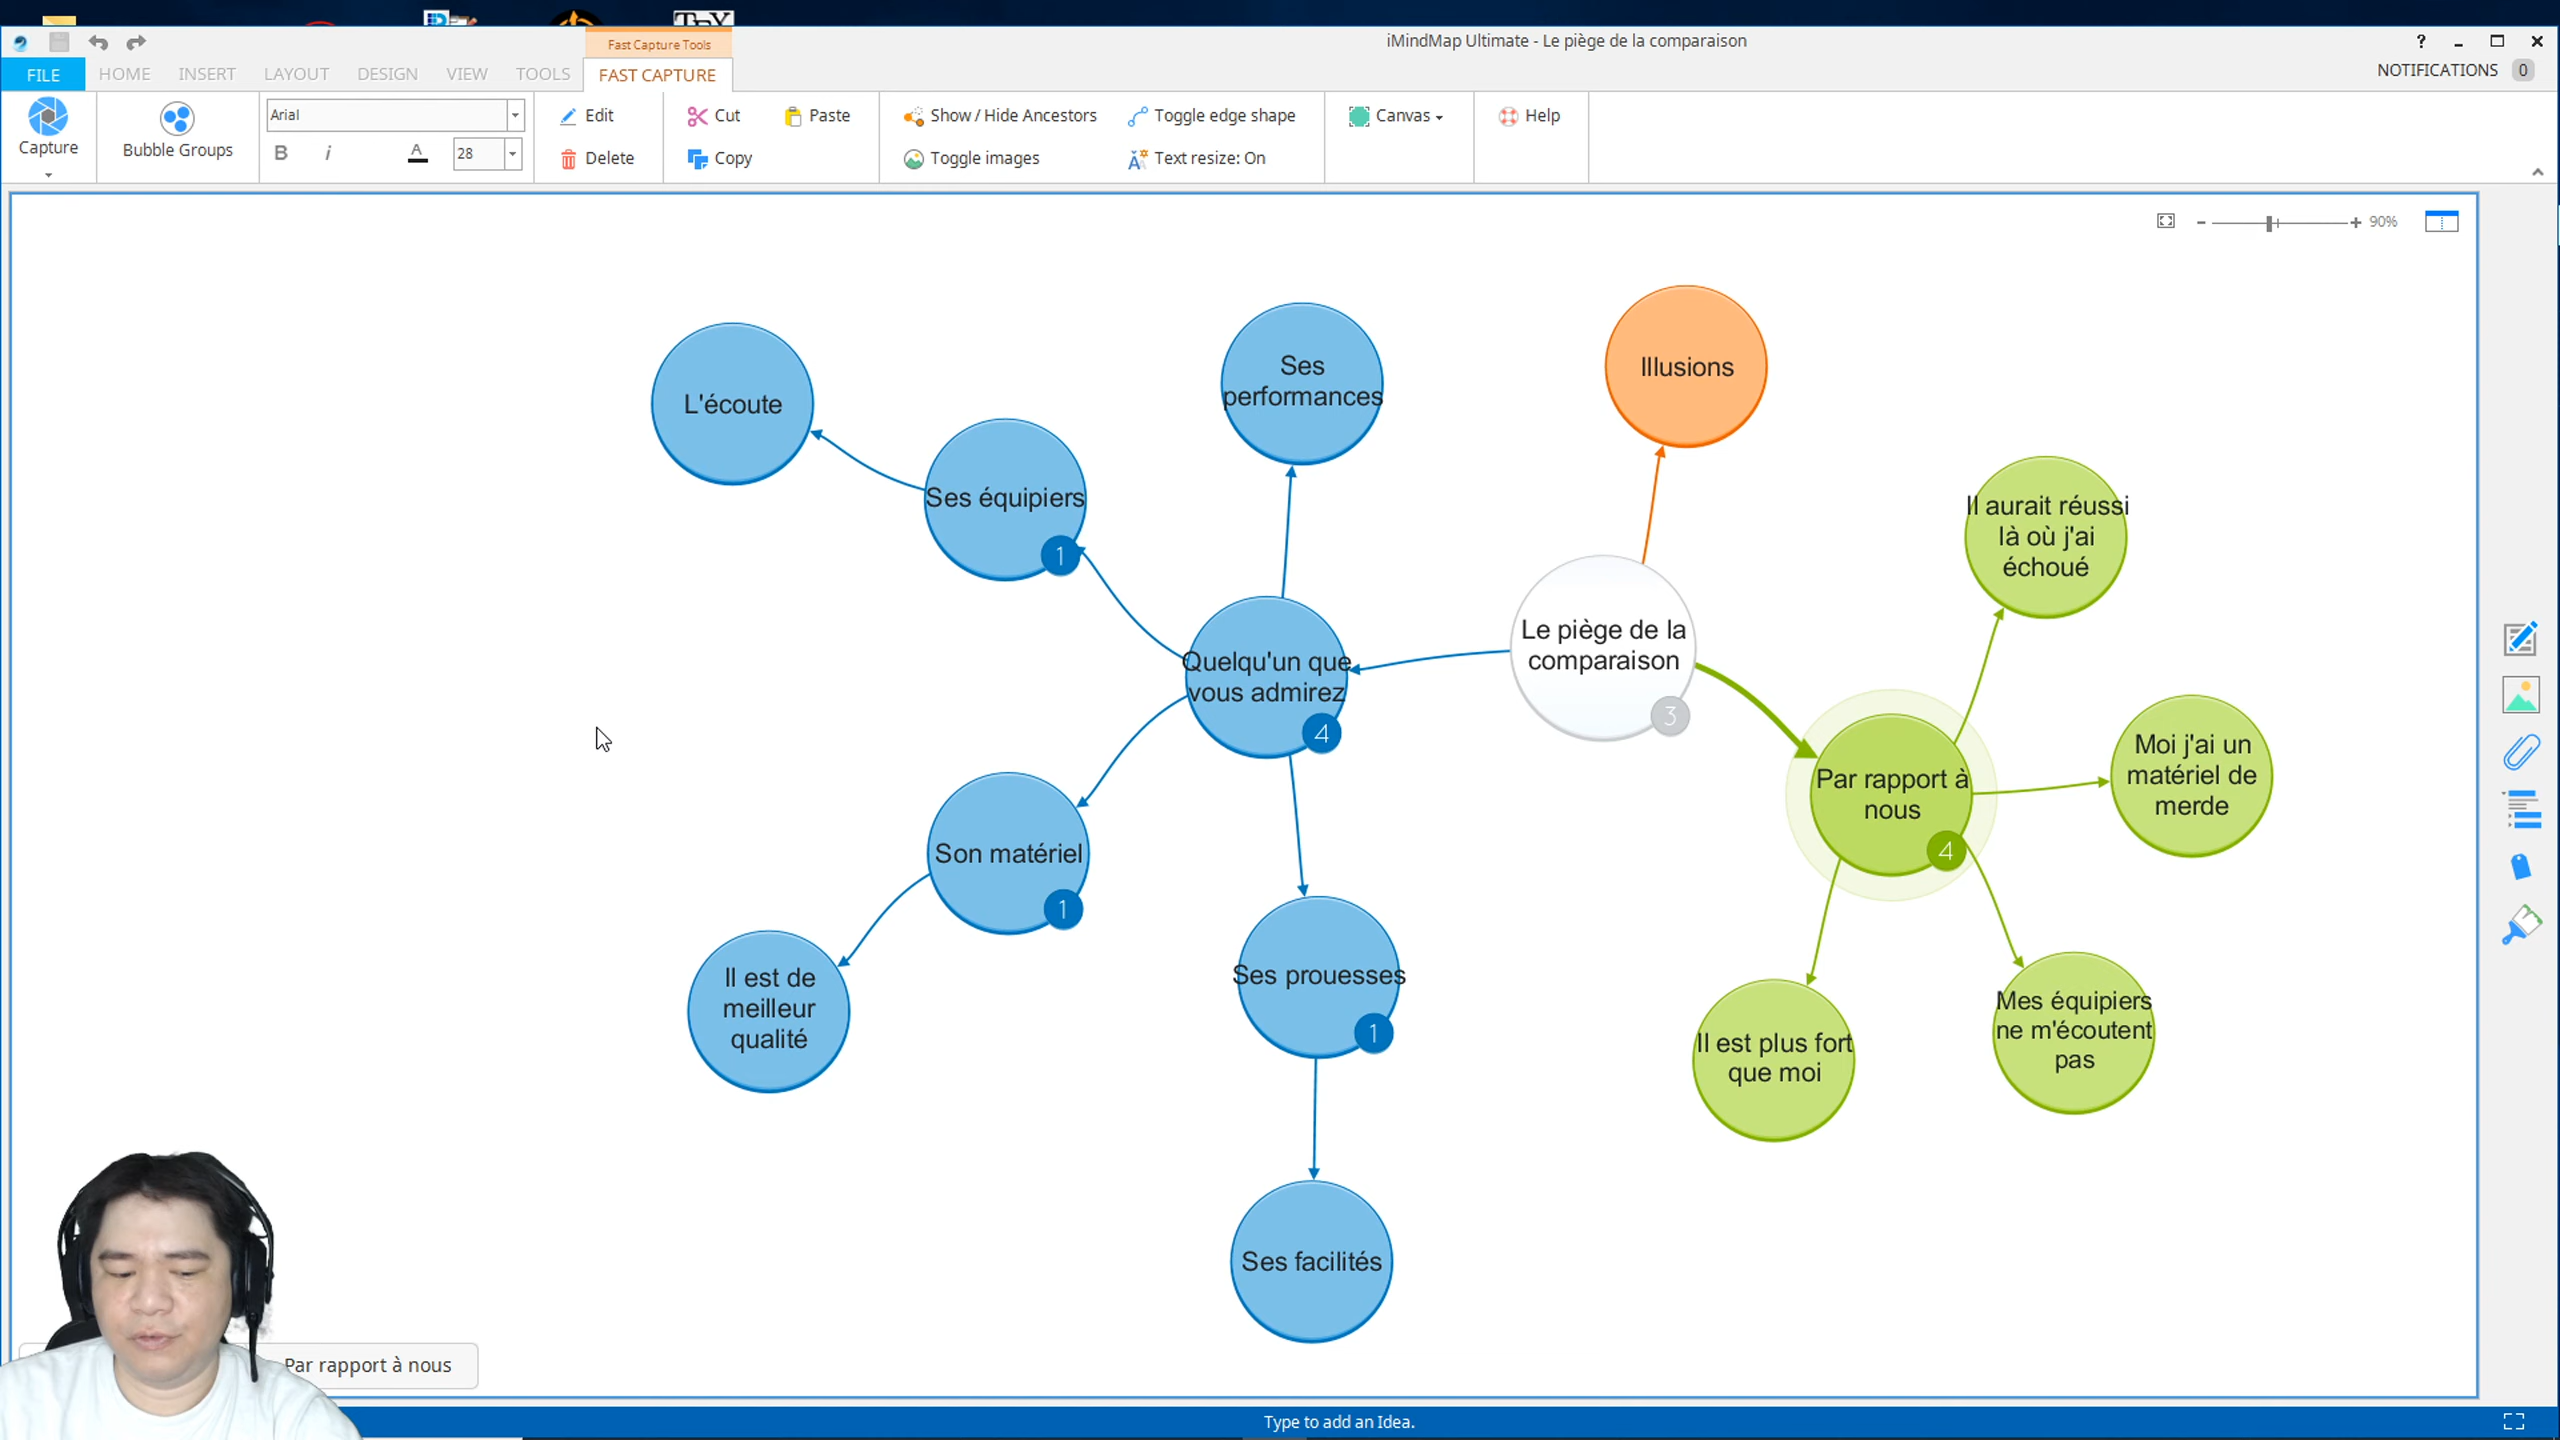 TEX
Fast Capture Tools
iMindMap Ultimate - Le piège de la comparaison
?
FILE
HOME
INSERT
LAYOUT
DESIGN
VIEW
TOOLS
FAST CAPTURE
NOTIFICATIONS 0
Capture
Bubble Groups
Arial
B i A 28
Edit
Delete
Cut
Copy
Paste
Show / Hide Ancestors
Toggle images
Toggle edge shape
Text resize: On
Canvas
Help
90%
L'écoute
Ses équipiers
1
Ses
performances
Illusions
Il aurait réussi
là où j'ai
échoué
Quelqu'un que
vous admirez
4
Le piège de la
comparaison
3
Par rapport à
nous
4
Moi j'ai un
matériel de
merde
Son matériel
1
Il est de
meilleur
qualité
Ses prouesses
1
Il est plus fort
que moi
Mes équipiers
ne m'écoutent
pas
Ses facilités
Par rapport à nous
Type to add an Idea.